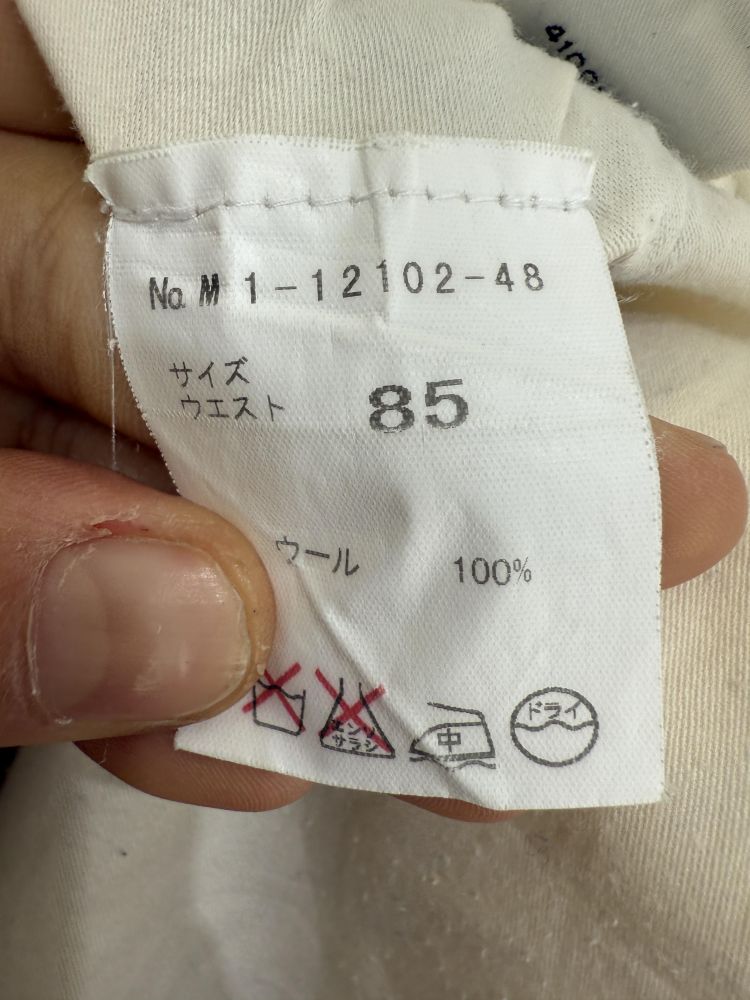 4100
No. M 1-12102-48
サイズ
ウエスト 85
ウール 100%
エンソ
サラシ
中
ドライ